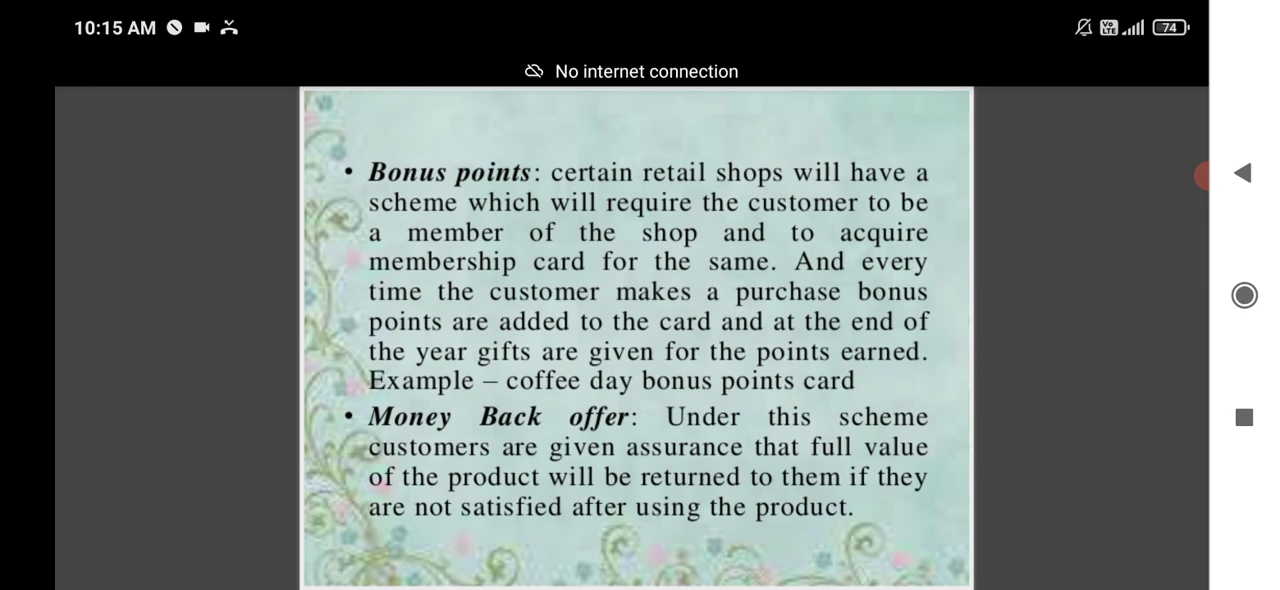 10:15 AM
Vo LTE
74
No internet connection
• Bonus points: certain retail shops will have a
scheme which will require the customer to be
a member of the shop and to acquire
membership card for the same. And every
time the customer makes a purchase bonus
points are added to the card and at the end of
the year gifts are given for the points earned.
Example – coffee day bonus points card
• Money Back offer: Under this scheme
customers are given assurance that full value
of the product will be returned to them if they
are not satisfied after using the product.